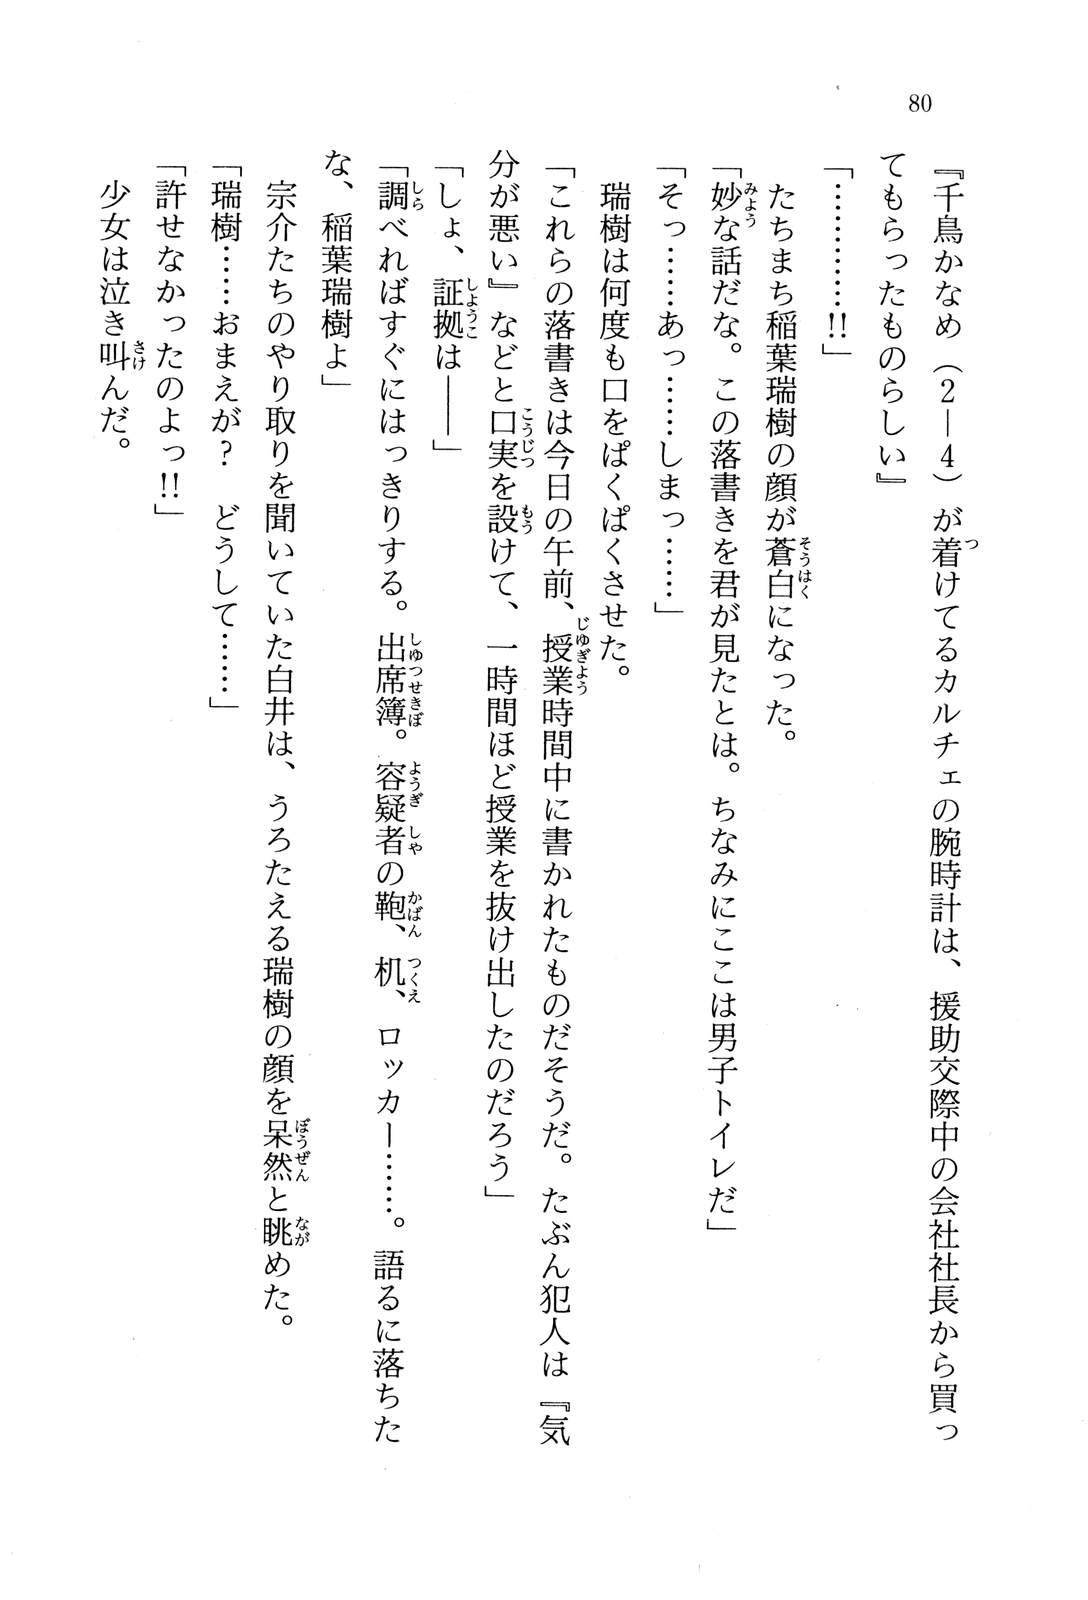 80
『千鳥かなめ（2―4）が着けてるカルチェの腕時計は、援助交際中の会社社長から買っ
てもらったものらしい』
「…………!!」
　たちまち稲葉瑞樹の顔が蒼白になった。
「妙な話だな。この落書きを君が見たとは。ちなみにここは男子トイレだ」
「そっ……あっ……しまっ……」
　瑞樹は何度も口をぱくぱくさせた。
「これらの落書きは今日の午前、授業時間中に書かれたものだそうだ。たぶん犯人は『気
分が悪い』などと口実を設けて、一時間ほど授業を抜け出したのだろう」
「しょ、証拠は――」
「調べればすぐにはっきりする。出席簿。容疑者の鞄、机、ロッカー……。語るに落ちた
な、稲葉瑞樹よ」
　宗介たちのやり取りを聞いていた白井は、うろたえる瑞樹の顔を呆然と眺めた。
「瑞樹……おまえが？　どうして……」
「許せなかったのよっ!!」
　少女は泣き叫んだ。